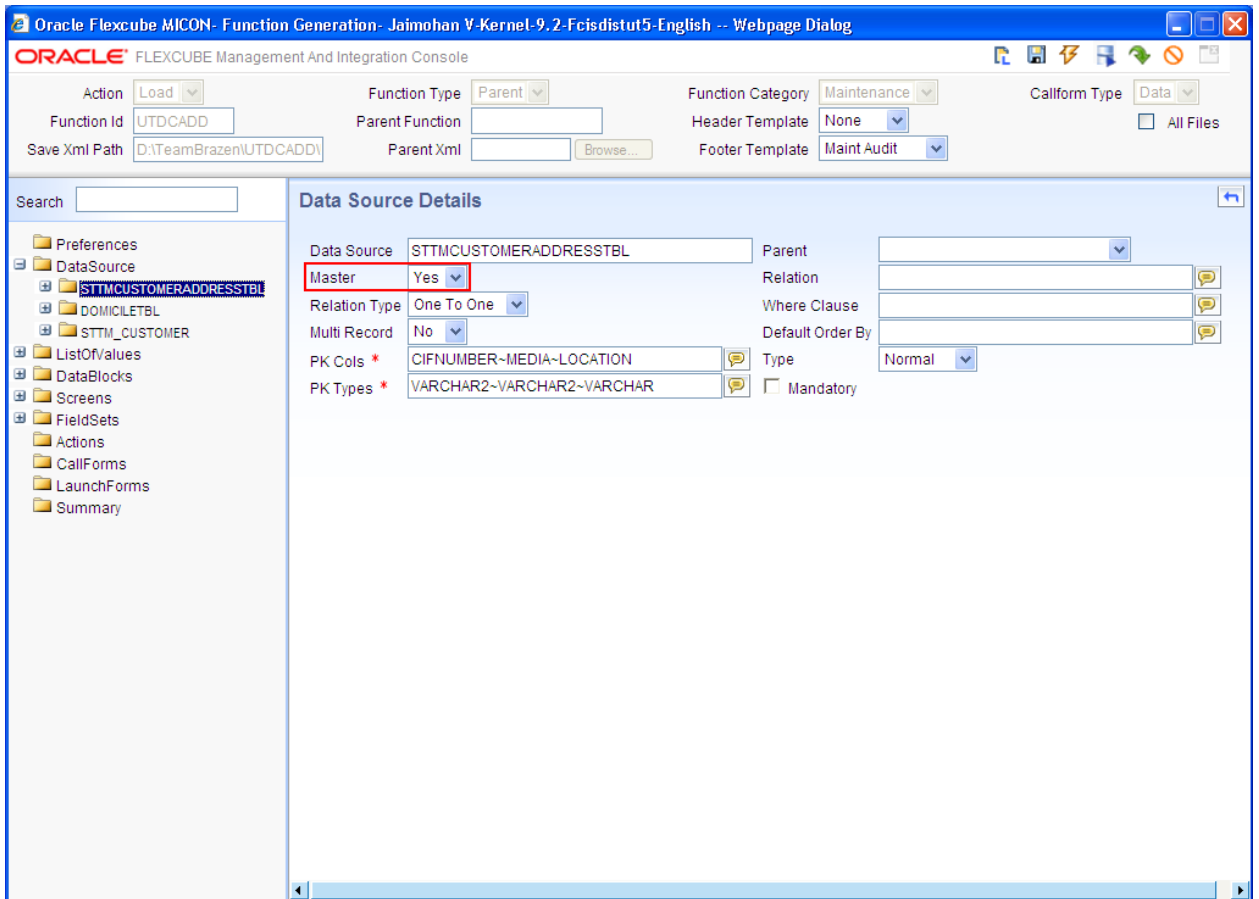 Oracle Flexcube MICON- Function Generation- Jaimohan V-Kernel-9.2-Fcisdistut5-English -- Webpage Dialog
ORACLE FLEXCUBE Management And Integration Console
Action Load Function Type Parent Function Category Maintenance Callform Type Data
Function Id UTDCADD Parent Function Header Template None All Files
Save Xml Path D:\TeamBrazen\UTDCADD\ Parent Xml Browse... Footer Template Maint Audit
Search
Preferences
DataSource
STTMCUSTOMERADDRESSTBL
DOMICILETBL
STTM_CUSTOMER
ListOfValues
DataBlocks
Screens
FieldSets
Actions
CallForms
LaunchForms
Summary
Data Source Details
Data Source STTMCUSTOMERADDRESSTBL Parent
Master Yes Relation
Relation Type One To One Where Clause
Multi Record No Default Order By
PK Cols * CIFNUMBER~MEDIA~LOCATION Type Normal
PK Types * VARCHAR2~VARCHAR2~VARCHAR Mandatory